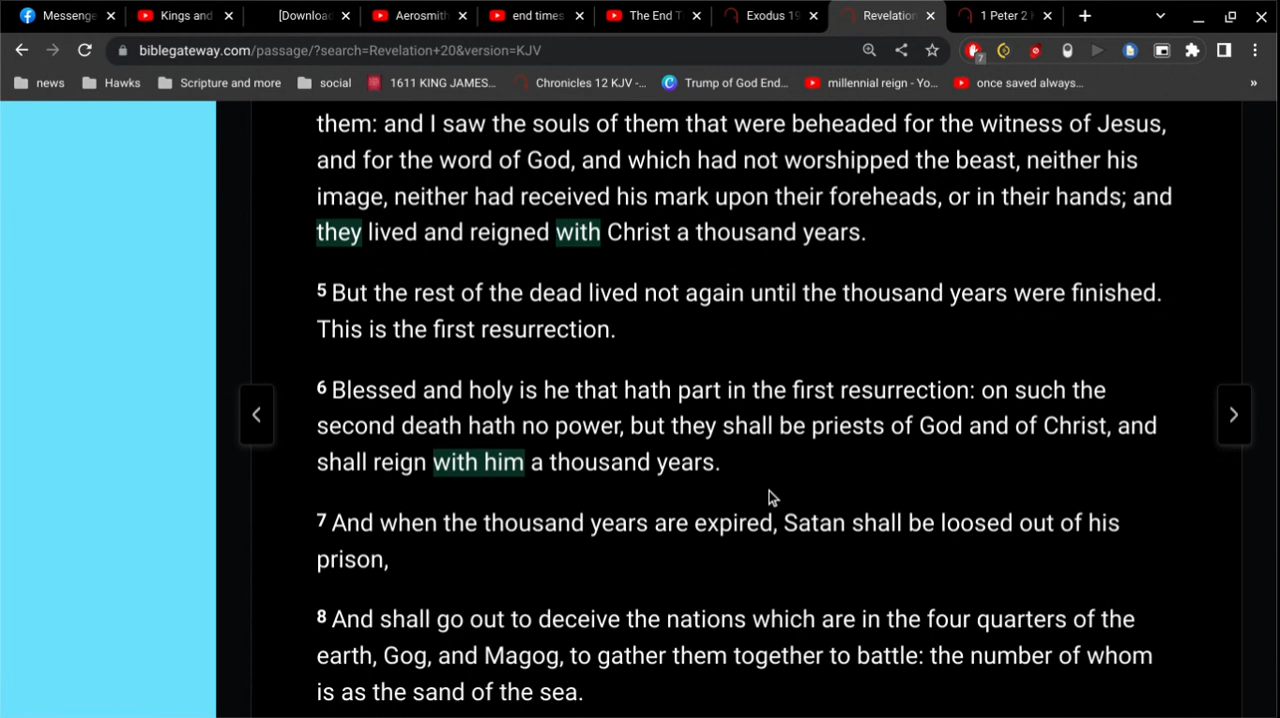 Messenge
Kings and
[Downloac
Aerosmith
end times
The End T
Exodus 19
Revelation
1 Peter 2
biblegateway.com/passage/?search=Revelation+20&version=KJV
7
news
Hawks
Scripture and more
social
1611 KING JAMES...
Chronicles 12 KJV -...
Trump of God End...
millennial reign - Yo...
once saved always...
»
them: and I saw the souls of them that were beheaded for the witness of Jesus,
and for the word of God, and which had not worshipped the beast, neither his
image, neither had received his mark upon their foreheads, or in their hands; and
they lived and reigned with Christ a thousand years.
5 But the rest of the dead lived not again until the thousand years were finished.
This is the first resurrection.
6 Blessed and holy is he that hath part in the first resurrection: on such the
second death hath no power, but they shall be priests of God and of Christ, and
shall reign with him a thousand years.
7 And when the thousand years are expired, Satan shall be loosed out of his
prison,
8 And shall go out to deceive the nations which are in the four quarters of the
earth, Gog, and Magog, to gather them together to battle: the number of whom
is as the sand of the sea.